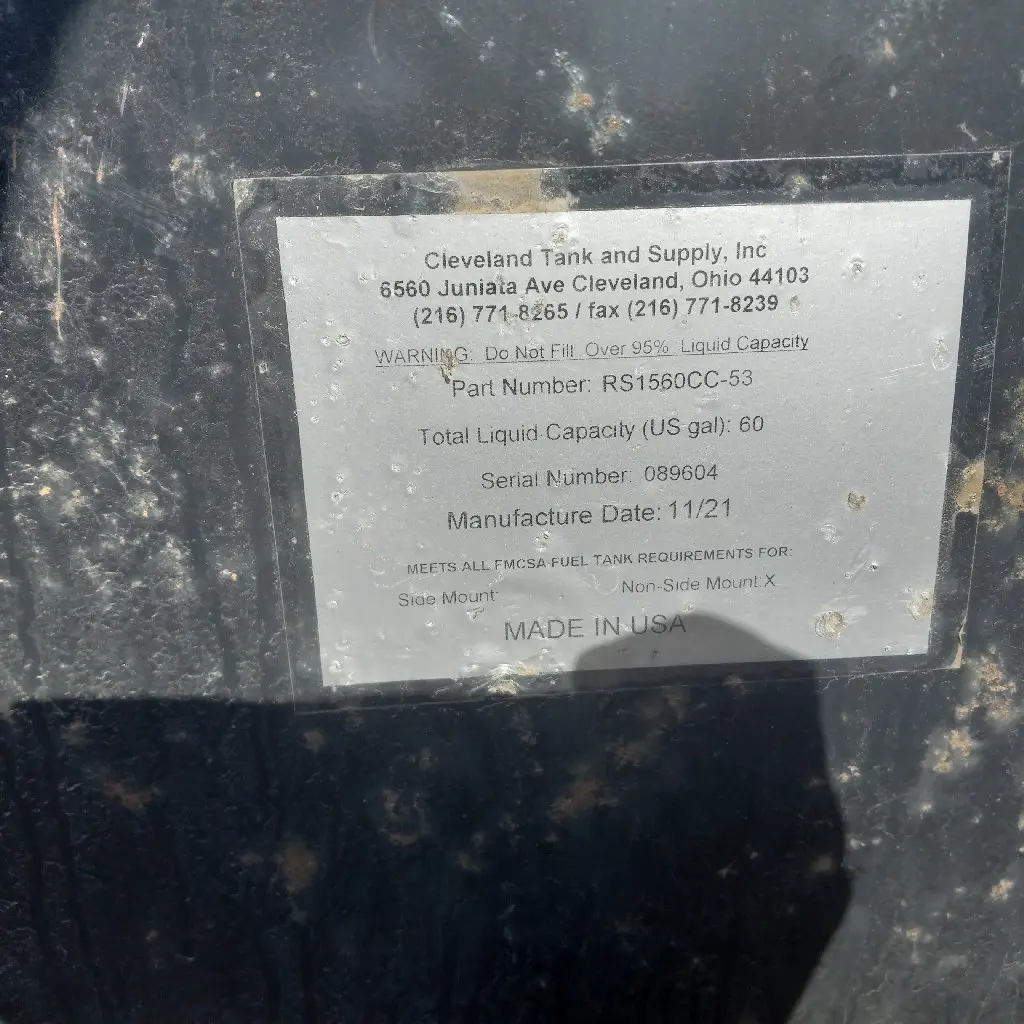 Cleveland Tank and Supply, Inc
6560 Juniata Ave Cleveland, Ohio 44103
(216) 771-8265 / fax (216) 771-8239
WARNING: Do Not Fill Over 95% Liquid Capacity
Part Number: RS1560CC-53
Total Liquid Capacity (US gal): 60
Serial Number: 089604
Manufacture Date: 11/21
MEETS ALL FMCSA FUEL TANK REQUIREMENTS FOR:
Side Mount: Non-Side Mount:X
MADE IN USA